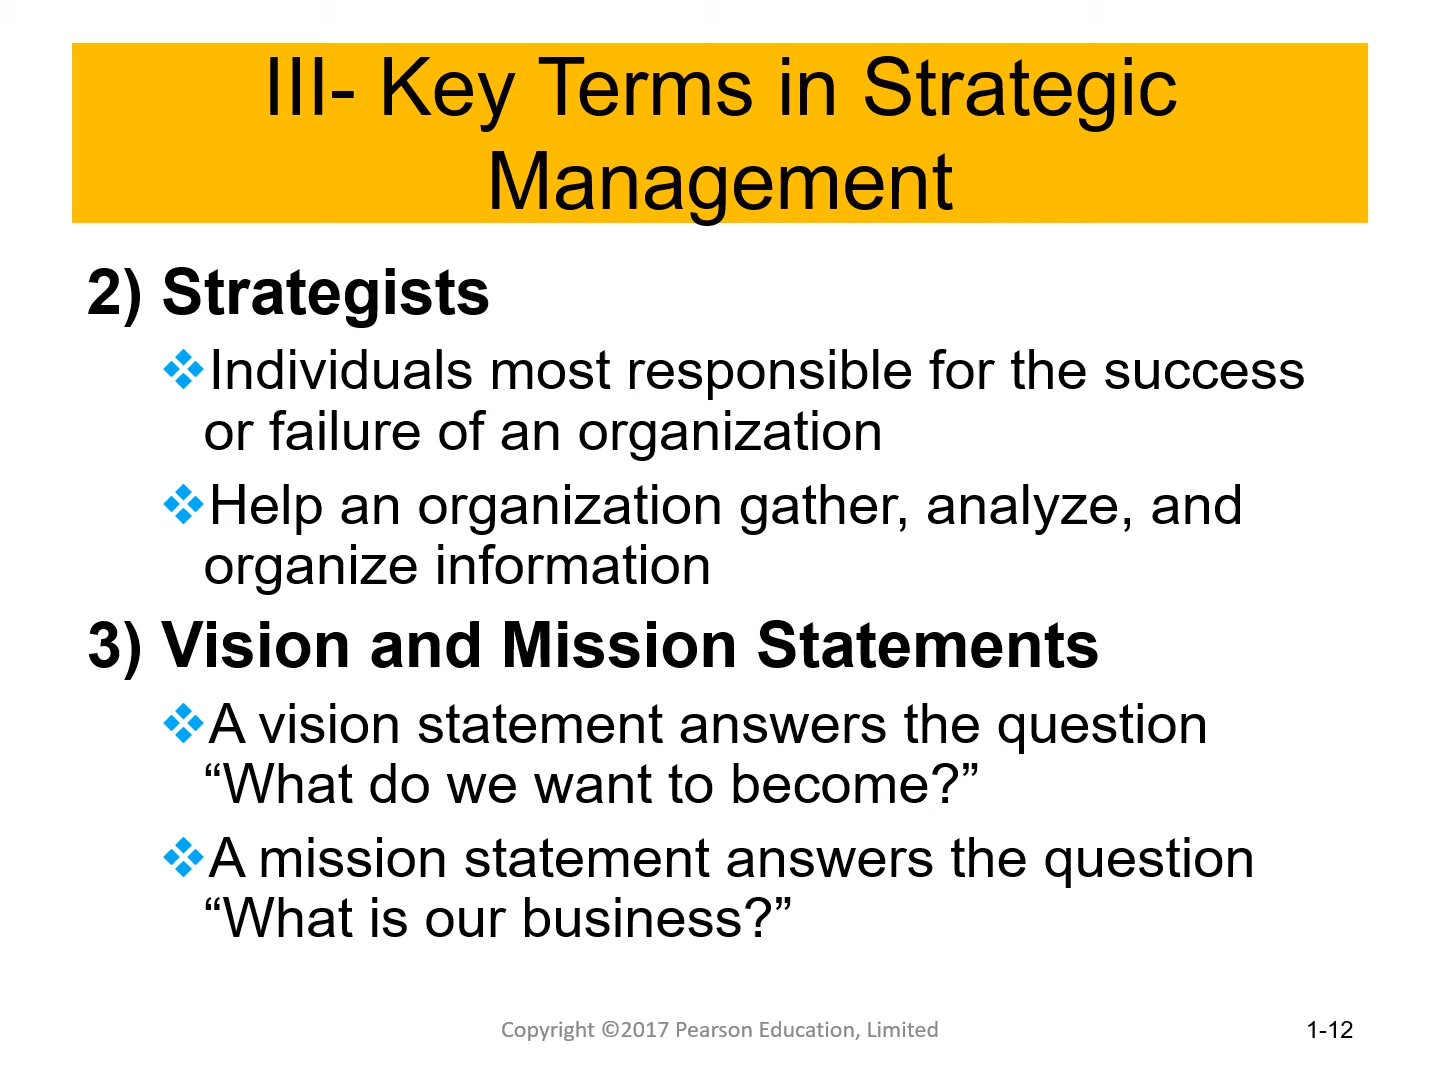 III- Key Terms in Strategic
Management
2) Strategists
❖Individuals most responsible for the success
or failure of an organization
❖Help an organization gather, analyze, and
organize information
3) Vision and Mission Statements
❖A vision statement answers the question
“What do we want to become?”
❖A mission statement answers the question
“What is our business?”
Copyright ©2017 Pearson Education, Limited
1-12